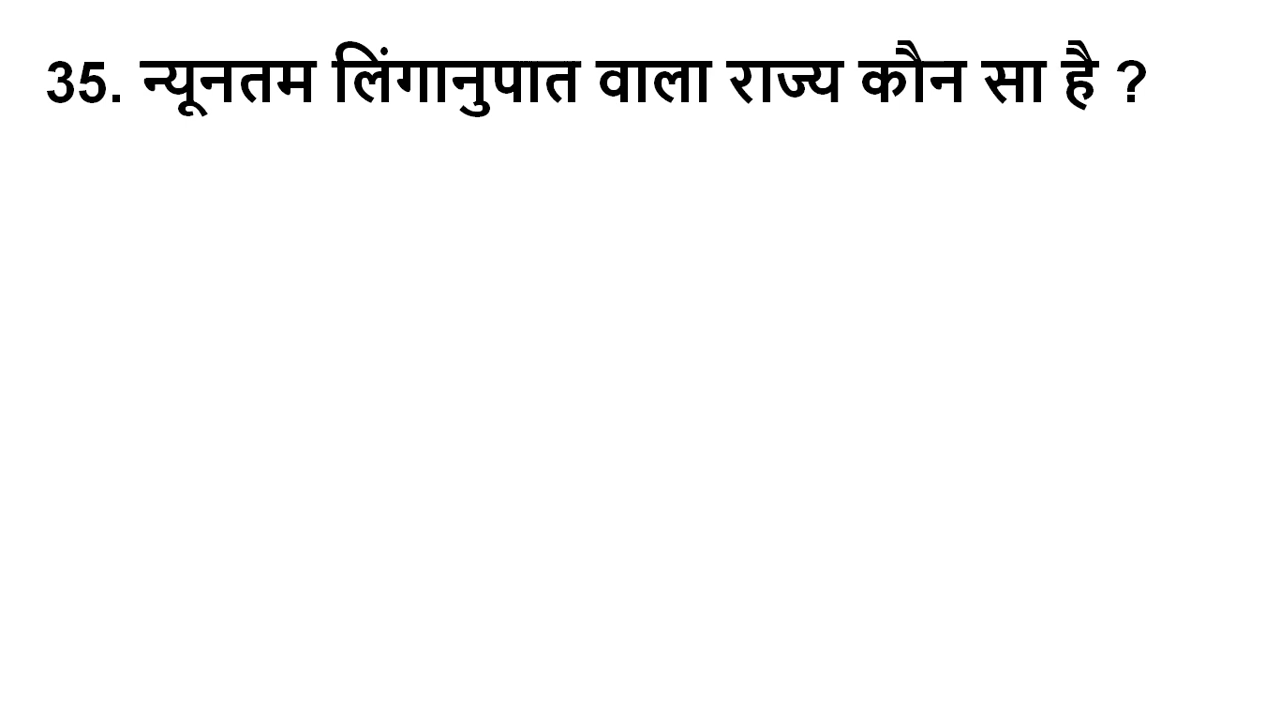 35. न्यूनतम लिंगानुपात वाला राज्य कौन सा है ?